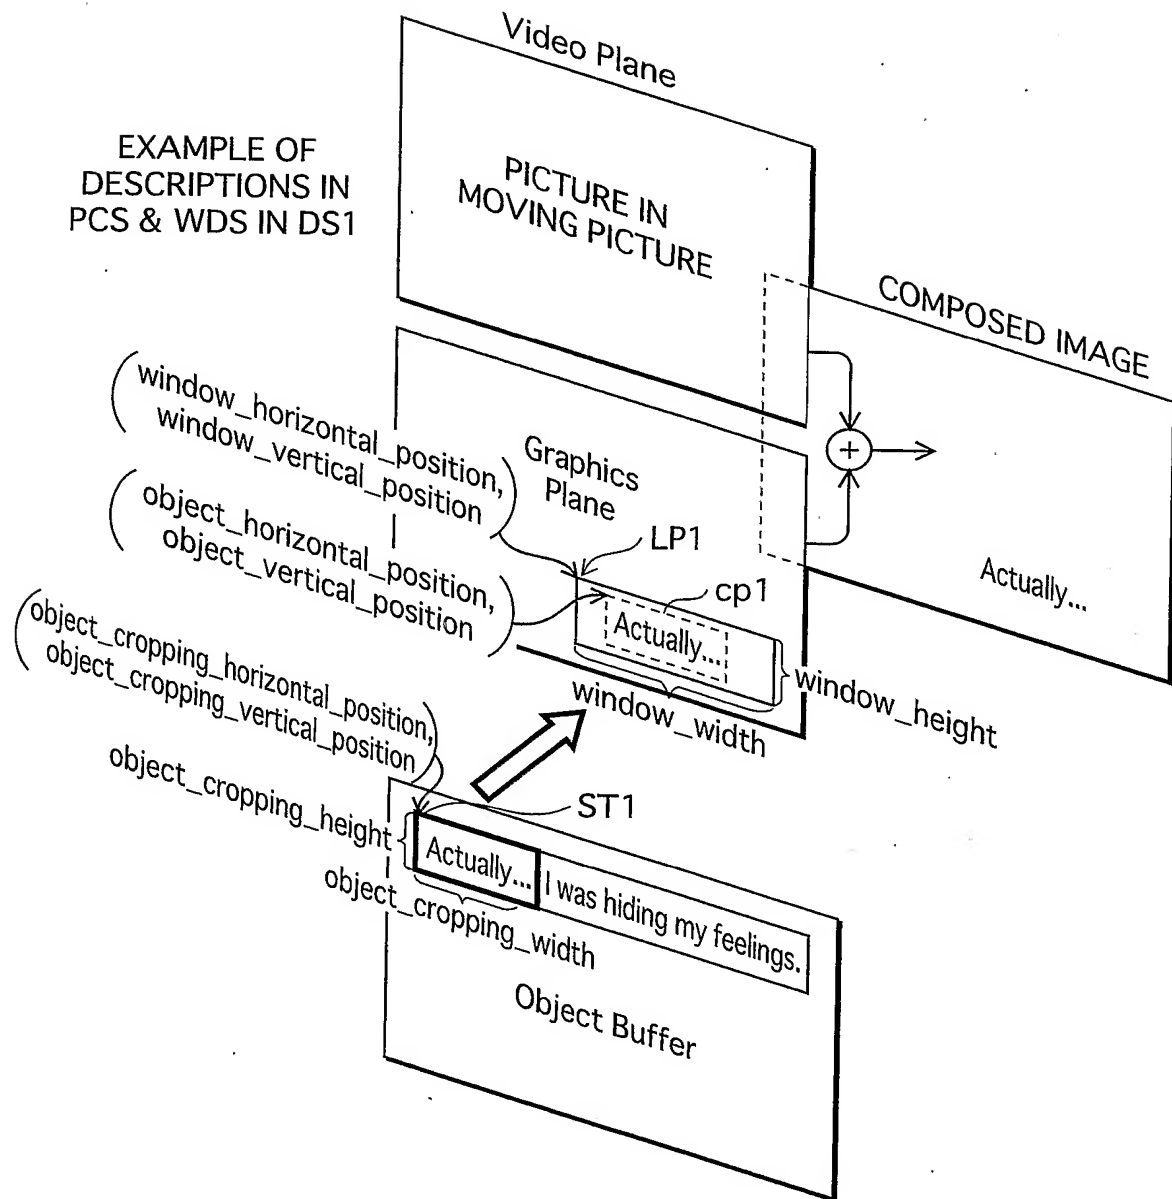 Video Plane
EXAMPLE OF
DESCRIPTIONS IN
PCS & WDS IN DS1
PICTURE IN
MOVING PICTURE
COMPOSED IMAGE
(window_horizontal_position,
window_vertical_position)
Graphics
Plane
+
(object_horizontal_position,
object_vertical_position)
LP1
cp1
Actually...
Actually...
(object_cropping_horizontal_position,
object_cropping_vertical_position)
window_height
window_width
object_cropping_height
ST1
Actually... I was hiding my feelings.
object_cropping_width
Object Buffer